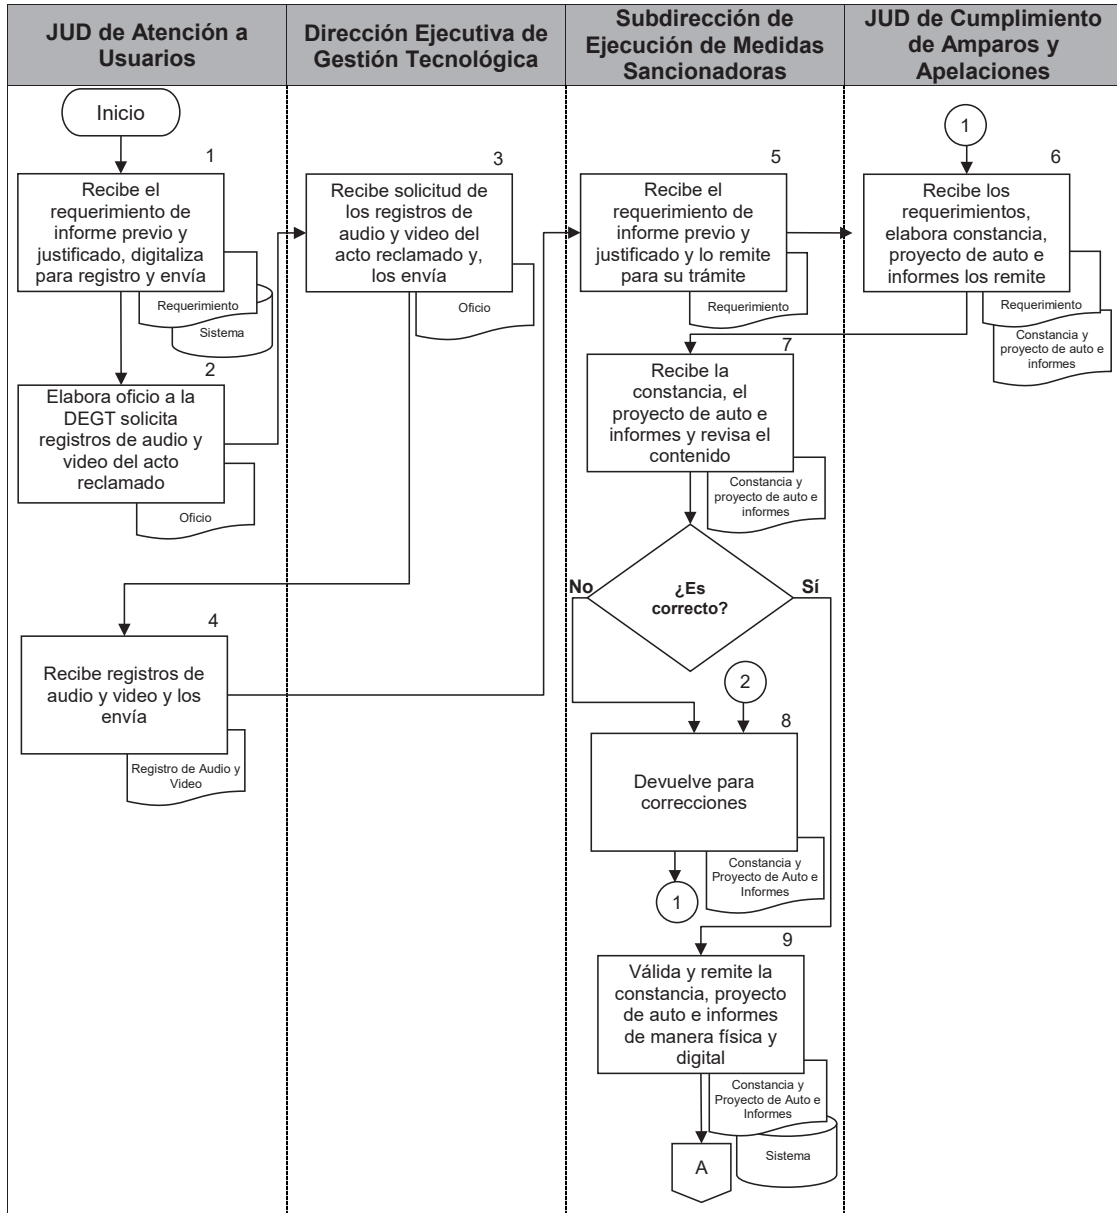 JUD de Atención a
Usuarios
Dirección Ejecutiva de
Gestión Tecnológica
Subdirección de
Ejecución de Medidas
Sancionadoras
JUD de Cumplimiento
de Amparos y
Apelaciones
Inicio
1
Recibe el
requerimiento de
informe previo y
justificado, digitaliza
para registro y envía
Requerimiento
Sistema
2
Elabora oficio a la
DEGT solicita
registros de audio y
video del acto
reclamado
Oficio
3
Recibe solicitud de
los registros de
audio y video del
acto reclamado y,
los envía
Oficio
4
Recibe registros de
audio y video y los
envía
Registro de Audio y
Video
5
Recibe el
requerimiento de
informe previo y
justificado y lo remite
para su trámite
Requerimiento
1
6
Recibe los
requerimientos,
elabora constancia,
proyecto de auto e
informes los remite
Requerimiento
Constancia y
proyecto de auto e
informes
7
Recibe la
constancia, el
proyecto de auto e
informes y revisa el
contenido
Constancia y
proyecto de auto e
informes
No
¿Es
correcto?
Sí
2
8
Devuelve para
correcciones
Constancia y
Proyecto de Auto e
Informes
1
9
Válida y remite la
constancia, proyecto
de auto e informes
de manera física y
digital
Constancia y
Proyecto de Auto e
Informes
Sistema
A